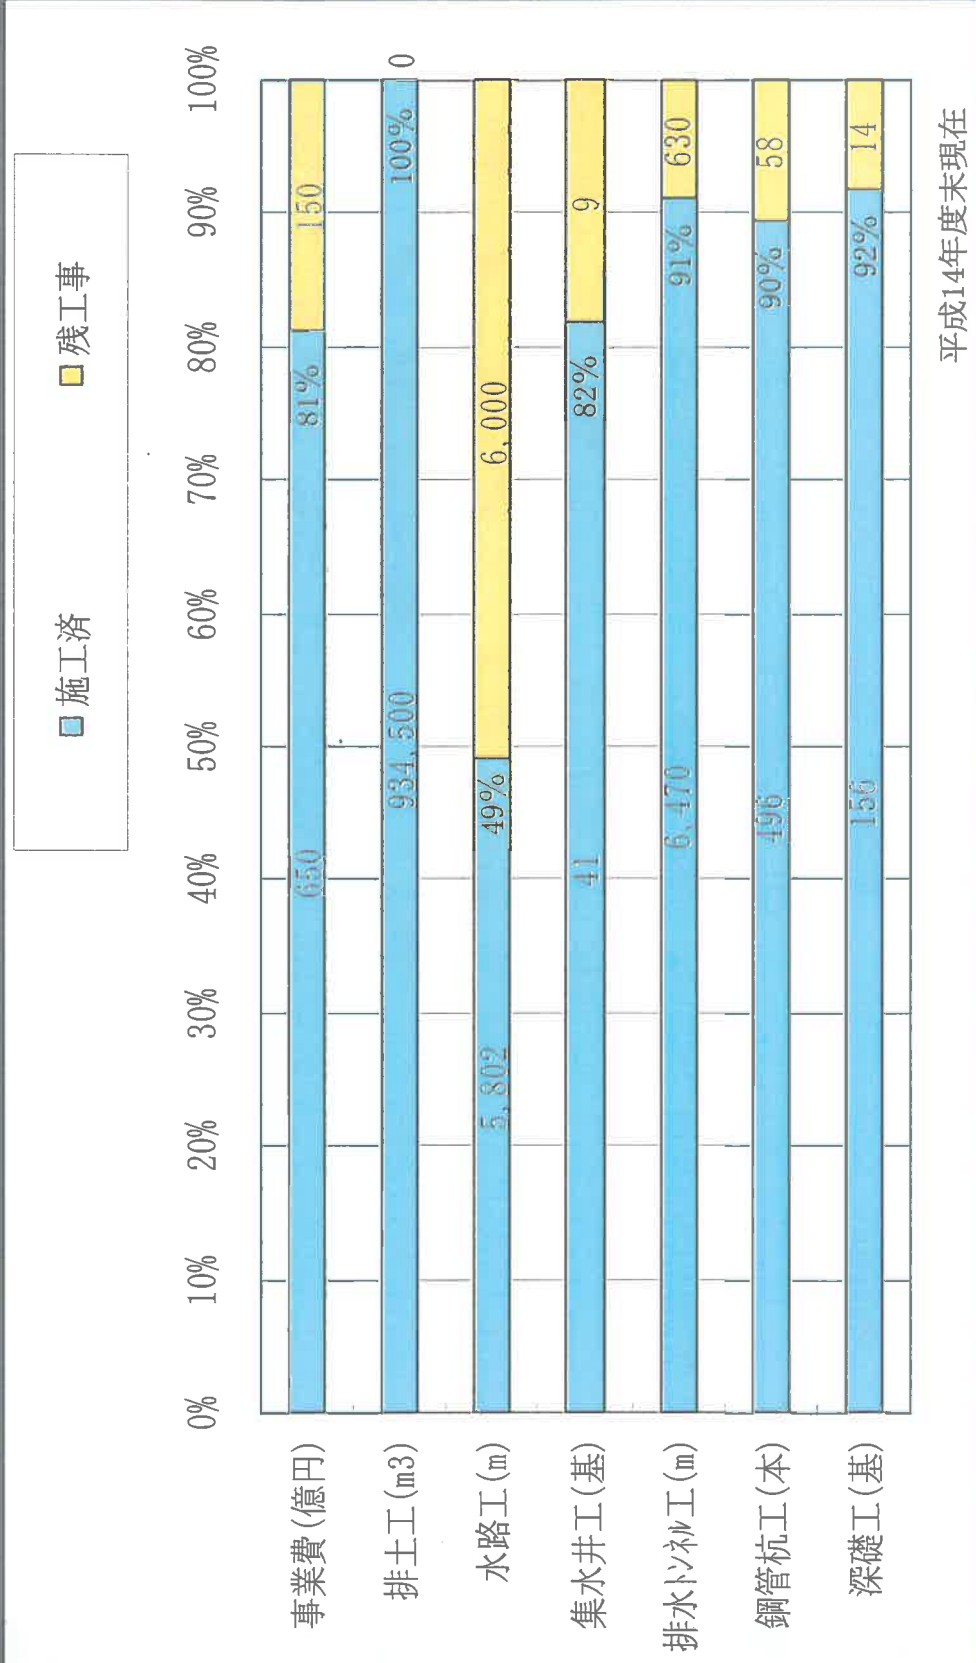 施工済 残工事
0% 10% 20% 30% 40% 50% 60% 70% 80% 90% 100%
事業費(億円) 650 81% 150
排土工(m3) 934,500 100% 0
水路工(m) 5,802 49% 6,000
集水井工(基) 41 82% 9
排水トンネル工(m) 6,470 91% 630
鋼管杭工(本) 496 90% 58
深礎工(基) 156 92% 14
平成14年度末現在